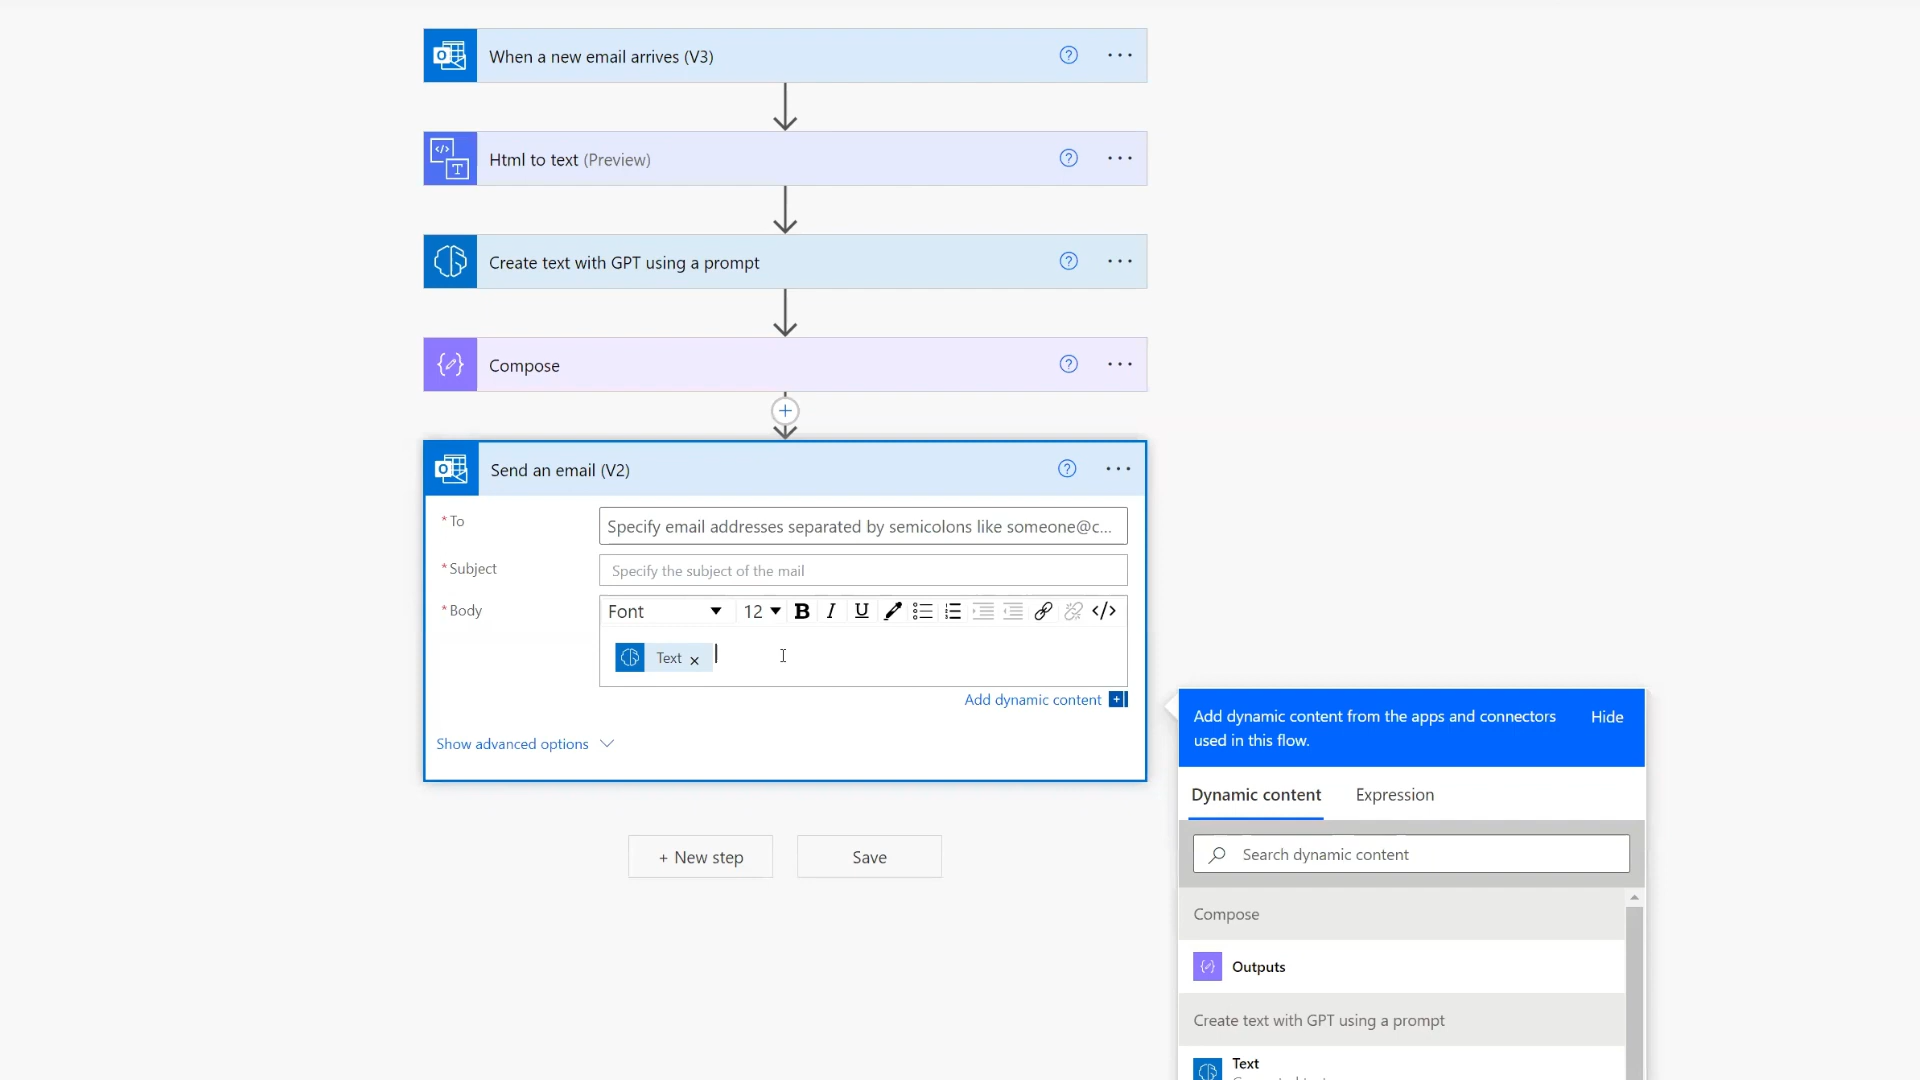 When a new email arrives (V3)
Html to text (Preview)
Create text with GPT using a prompt
Compose
Send an email (V2)
* To
Specify email addresses separated by semicolons like someone@c...
* Subject
Specify the subject of the mail
* Body
Font 12 B I U </>
Text ×
Add dynamic content +
Show advanced options
+ New step
Save
Add dynamic content from the apps and connectors
used in this flow.
Hide
Dynamic content
Expression
Search dynamic content
Compose
Outputs
Create text with GPT using a prompt
Text